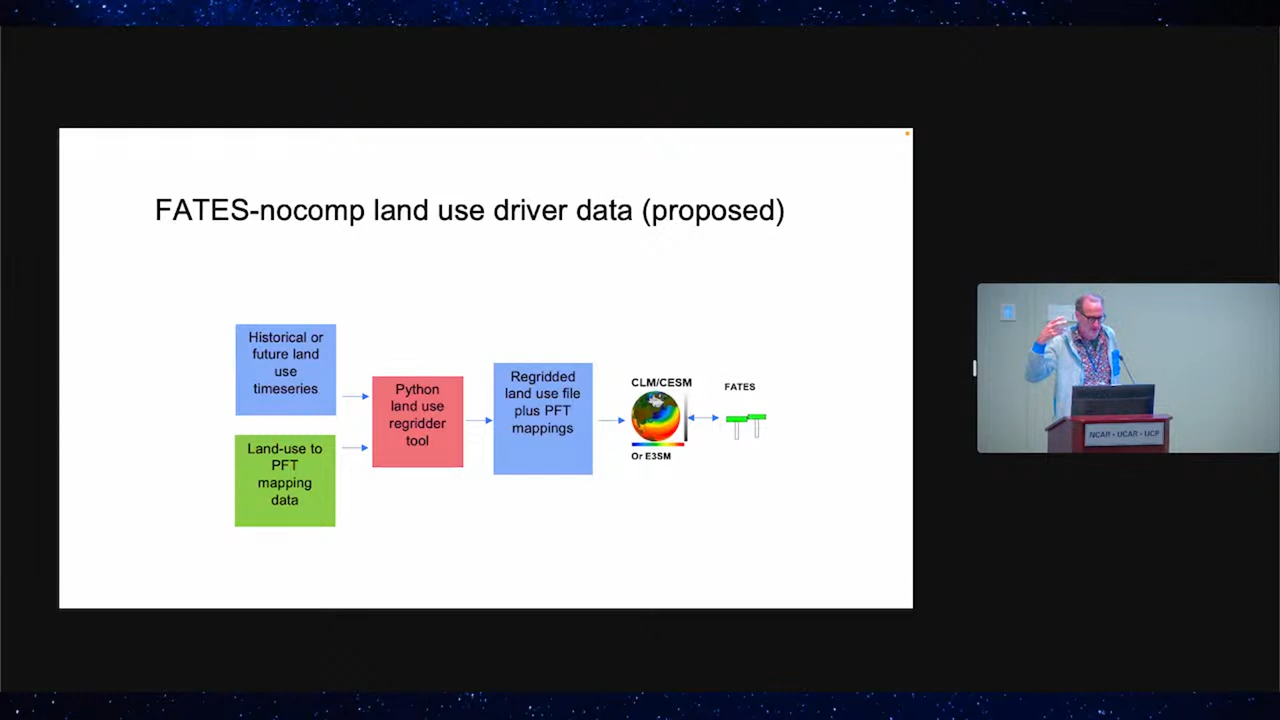 FATES-nocomp land use driver data (proposed)
Historical or
future land
use
timeseries
Land-use to
PFT
mapping
data
Python
land use
regridder
tool
Regridded
land use file
plus PFT
mappings
CLM/CESM
Or E3SM
FATES
NCAR • UCAR • UCP